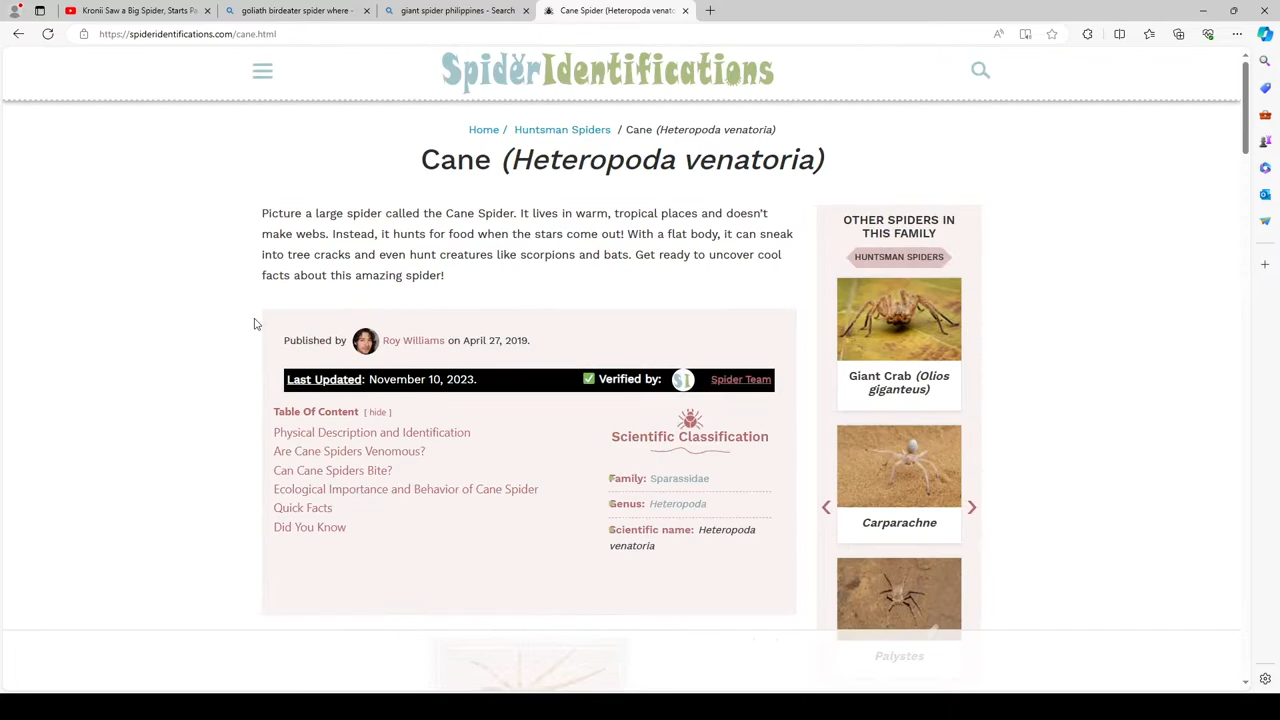 Kronii Saw a Big Spider, Starts Pa
goliath birdeater spider where -
giant spider philippines - Search
Cane Spider (Heteropoda venato
https://spideridentifications.com/cane.html
SpiderIdentifications
Home / Huntsman Spiders / Cane (Heteropoda venatoria)
Cane (Heteropoda venatoria)
Picture a large spider called the Cane Spider. It lives in warm, tropical places and doesn't
make webs. Instead, it hunts for food when the stars come out! With a flat body, it can sneak
into tree cracks and even hunt creatures like scorpions and bats. Get ready to uncover cool
facts about this amazing spider!
Published by Roy Williams on April 27, 2019.
Last Updated: November 10, 2023.
Verified by: SI Spider Team
Table Of Content [ hide ]
Physical Description and Identification
Are Cane Spiders Venomous?
Can Cane Spiders Bite?
Ecological Importance and Behavior of Cane Spider
Quick Facts
Did You Know
Scientific Classification
Family: Sparassidae
Genus: Heteropoda
Scientific name: Heteropoda
venatoria
OTHER SPIDERS IN
THIS FAMILY
HUNTSMAN SPIDERS
Giant Crab (Olios
giganteus)
Carparachne
Palystes